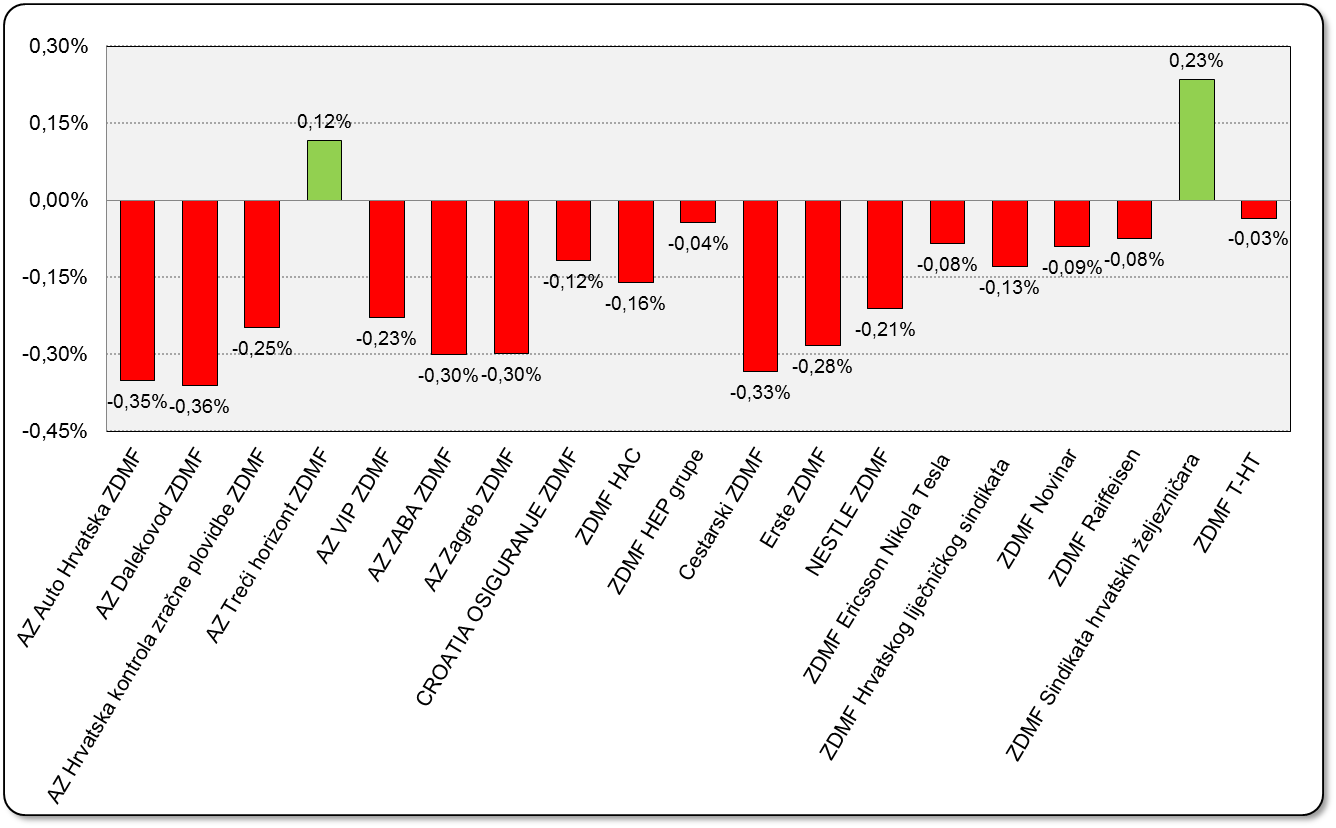 0,30%
0,15%
0,00%
-0,15%
-0,30%
-0,45%
-0,35%
-0,36%
-0,25%
0,12%
-0,23%
-0,30%
-0,30%
-0,12%
-0,16%
-0,04%
-0,33%
-0,28%
-0,21%
-0,08%
-0,13%
-0,09%
-0,08%
0,23%
-0,03%
AZ Auto Hrvatska ZDMF
AZ Dalekovod ZDMF
AZ Hrvatska kontrola zračne plovidbe ZDMF
AZ Treći horizont ZDMF
AZ VIP ZDMF
AZ ZABA ZDMF
AZ Zagreb ZDMF
CROATIA OSIGURANJE ZDMF
ZDMF HAC
ZDMF HEP grupe
Cestarski ZDMF
Erste ZDMF
NESTLE ZDMF
ZDMF Ericsson Nikola Tesla
ZDMF Hrvatskog liječničkog sindikata
ZDMF Novinar
ZDMF Raiffeisen
ZDMF Sindikata hrvatskih željezničara
ZDMF T-HT